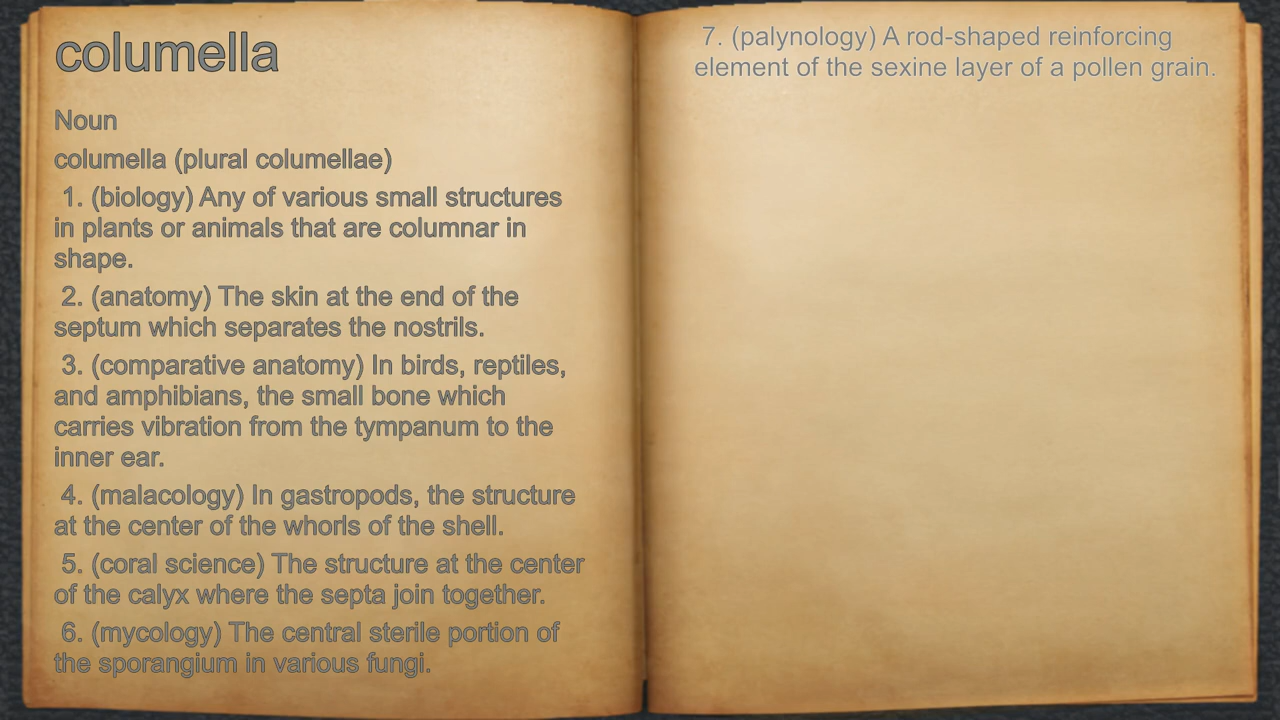 columella
Noun
columella (plural columellae)
1. (biology) Any of various small structures
in plants or animals that are columnar in
shape.
2. (anatomy) The skin at the end of the
septum which separates the nostrils.
3. (comparative anatomy) In birds, reptiles,
and amphibians, the small bone which
carries vibration from the tympanum to the
inner ear.
4. (malacology) In gastropods, the structure
at the center of the whorls of the shell.
5. (coral science) The structure at the center
of the calyx where the septa join together.
6. (mycology) The central sterile portion of
the sporangium in various fungi.
7. (palynology) A rod-shaped reinforcing
element of the sexine layer of a pollen grain.